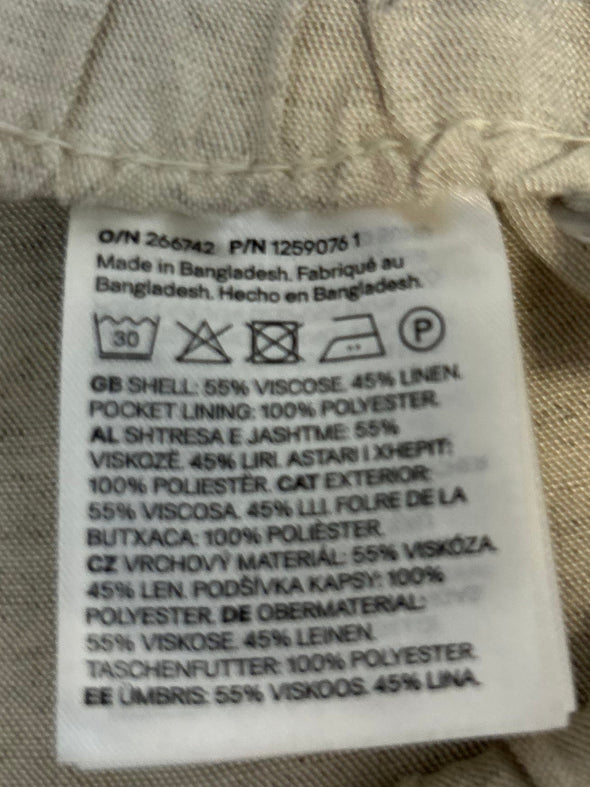 O/N 266742 P/N 12590761
Made in Bangladesh. Fabriqué au
Bangladesh. Hecho en Bangladesh.
30 P
GB SHELL: 55% VISCOSE. 45% LINEN.
POCKET LINING: 100% POLYESTER.
AL SHTRESA E JASHTME: 55%
VISKOZË. 45% LIRI. ASTARI I XHEPIT:
100% POLIESTËR. CAT EXTERIOR:
55% VISCOSA. 45% LLI. FOLRE DE LA
BUTXACA: 100% POLIÈSTER.
CZ VRCHOVÝ MATERIÁL: 55% VISKÓZA.
45% LEN. PODŠÍVKA KAPSY: 100%
POLYESTER. DE OBERMATERIAL:
55% VISKOSE. 45% LEINEN.
TASCHENFUTTER: 100% POLYESTER.
EE ÜMBRIS: 55% VISKOOS. 45% LINA.